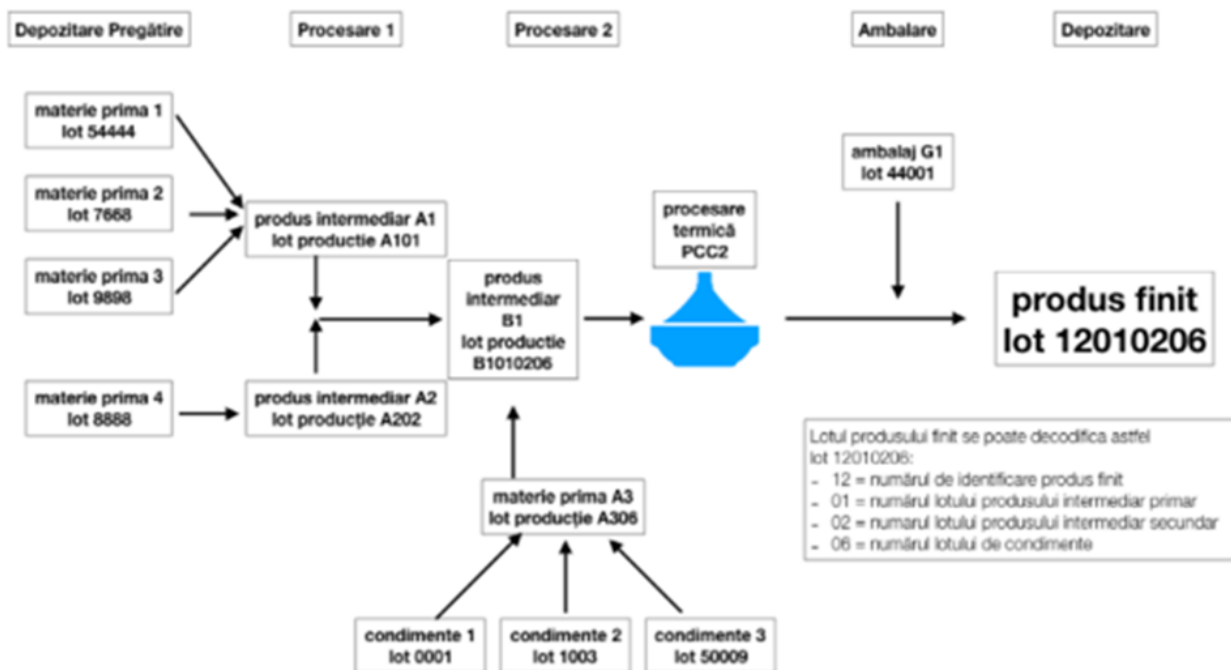 Depozitare Pregătire
Procesare 1
Procesare 2
Ambalare
Depozitare
materie prima 1
lot 54444
materie prima 2
lot 7668
materie prima 3
lot 9898
materie prima 4
lot 8888
produs intermediar A1
lot productie A101
produs intermediar A2
lot producție A202
produs
intermediar
B1
lot productie
B1010206
procesare
termică
PCC2
ambalaj G1
lot 44001
produs finit
lot 12010206
materie prima A3
lot producție A306
condimente 1
lot 0001
condimente 2
lot 1003
condimente 3
lot 50009
Lotul produsului finit se poate decodifica astfel
lot 12010206:
- 12 = numărul de identificare produs finit
- 01 = numărul lotului produsului intermediar primar
- 02 = numarul lotului produsului intermediar secundar
- 06 = numărul lotului de condimente